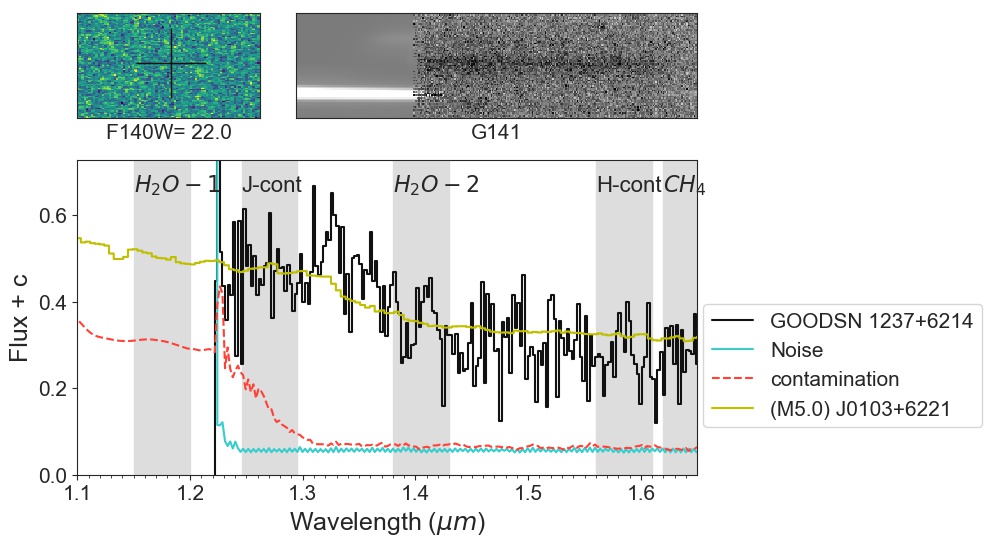 F140W= 22.0
G141
H₂O − 1
J-cont
H₂O − 2
H-cont
CH₄
0.6
0.4
0.2
0.0
Flux + c
GOODSN 1237+6214
Noise
contamination
(M5.0) J0103+6221
1.1
1.2
1.3
1.4
1.5
1.6
Wavelength (μm)